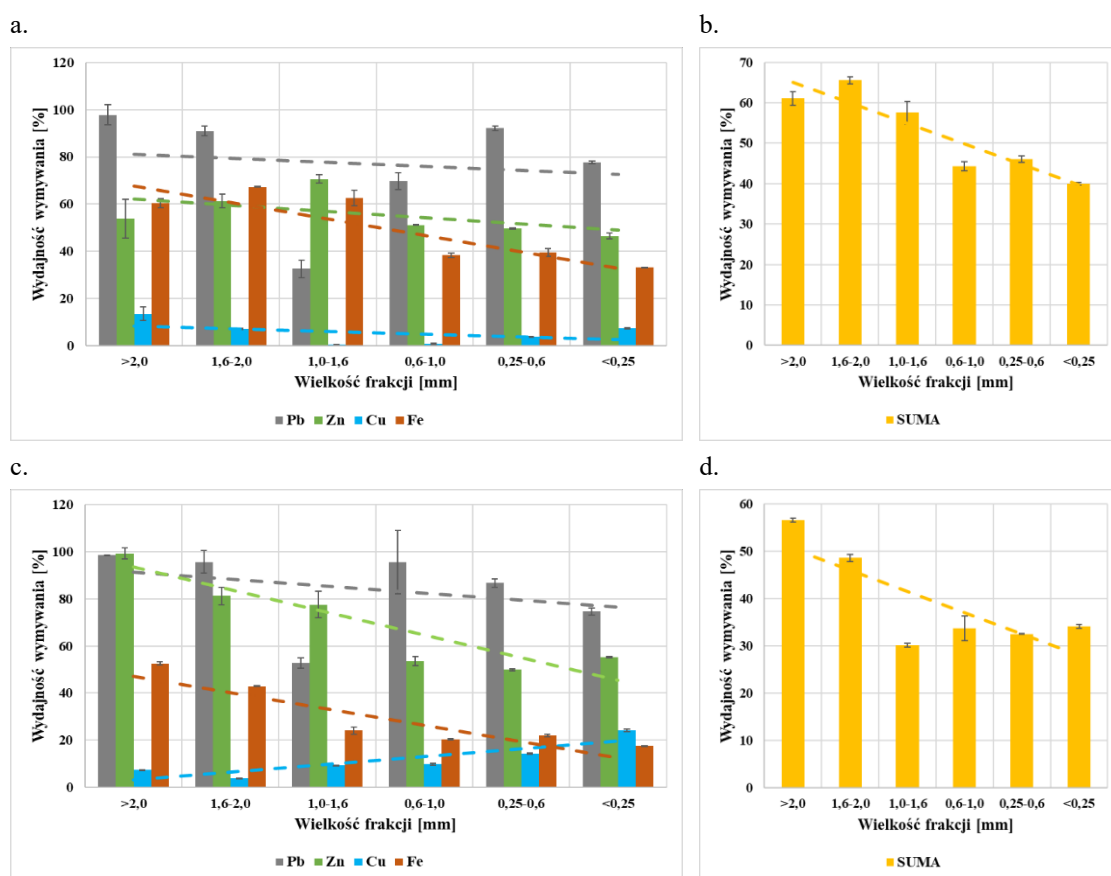 a.
b.
Wydajność wymywania [%]
120
100
80
60
40
20
0
>2,0 1,6-2,0 1,0-1,6 0,6-1,0 0,25-0,6 <0,25
Wielkość frakcji [mm]
Pb Zn Cu Fe
Wydajność wymywania [%]
70
60
50
40
30
20
10
0
>2,0 1,6-2,0 1,0-1,6 0,6-1,0 0,25-0,6 <0,25
Wielkość frakcji [mm]
SUMA
c.
d.
Wydajność wymywania [%]
120
100
80
60
40
20
0
>2,0 1,6-2,0 1,0-1,6 0,6-1,0 0,25-0,6 <0,25
Wielkość frakcji [mm]
Pb Zn Cu Fe
Wydajność wymywania [%]
60
50
40
30
20
10
0
>2,0 1,6-2,0 1,0-1,6 0,6-1,0 0,25-0,6 <0,25
Wielkość frakcji [mm]
SUMA